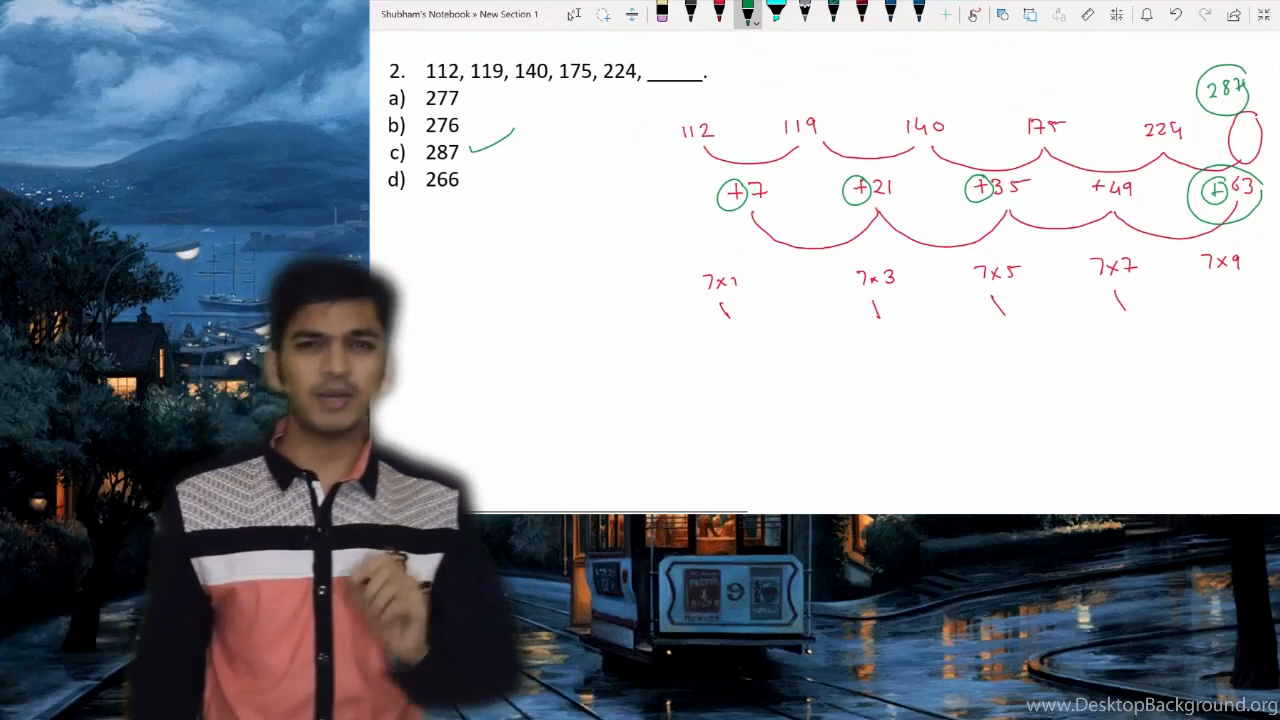 Shubham's Notebook » New Section 1
2. 112, 119, 140, 175, 224, _____.
a) 277
b) 276
c) 287
d) 266
287
112 119 140 175 224
+7 +21 +35 +49 +63
7×1 7×3 7×5 7×7 7×9
9
www.DesktopBackground.org